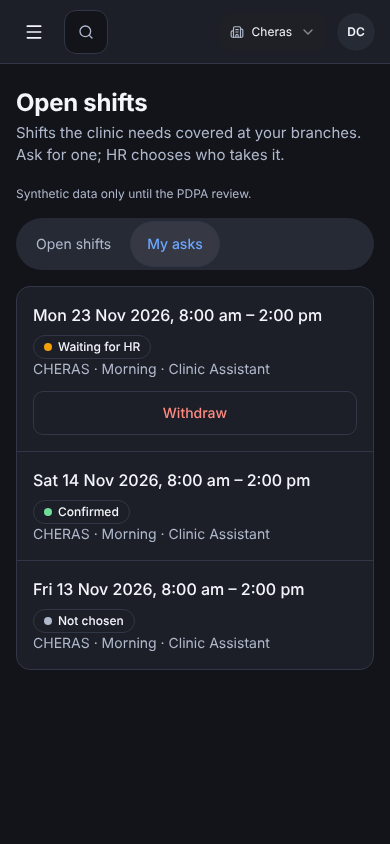 Cheras
DC
Open shifts
Shifts the clinic needs covered at your branches.
Ask for one; HR chooses who takes it.
Synthetic data only until the PDPA review.
Open shifts
My asks
Mon 23 Nov 2026, 8:00 am – 2:00 pm
Waiting for HR
CHERAS · Morning · Clinic Assistant
Withdraw
Sat 14 Nov 2026, 8:00 am – 2:00 pm
Confirmed
CHERAS · Morning · Clinic Assistant
Fri 13 Nov 2026, 8:00 am – 2:00 pm
Not chosen
CHERAS · Morning · Clinic Assistant